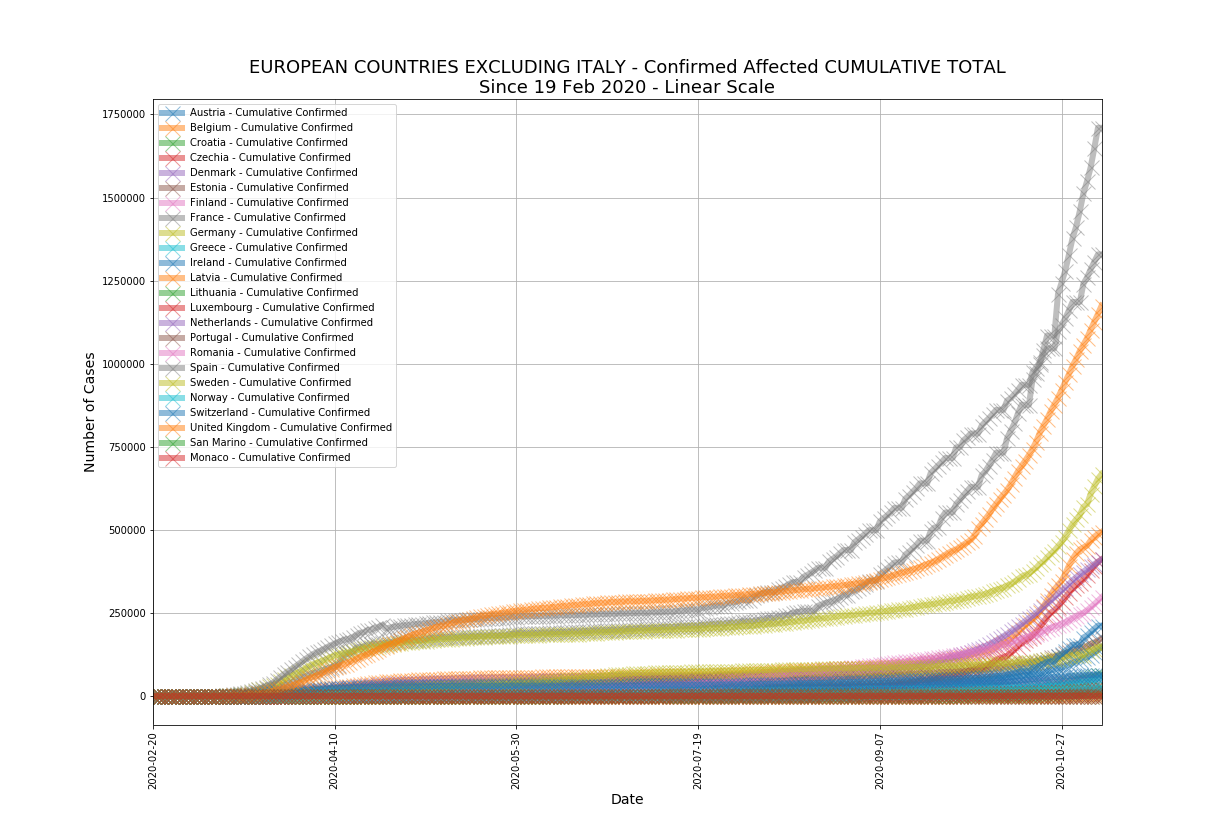 EUROPEAN COUNTRIES EXCLUDING ITALY - Confirmed Affected CUMULATIVE TOTAL
Since 19 Feb 2020 - Linear Scale
Number of Cases
1750000
1500000
1250000
1000000
750000
500000
250000
0
Austria - Cumulative Confirmed
Belgium - Cumulative Confirmed
Croatia - Cumulative Confirmed
Czechia - Cumulative Confirmed
Denmark - Cumulative Confirmed
Estonia - Cumulative Confirmed
Finland - Cumulative Confirmed
France - Cumulative Confirmed
Germany - Cumulative Confirmed
Greece - Cumulative Confirmed
Ireland - Cumulative Confirmed
Latvia - Cumulative Confirmed
Lithuania - Cumulative Confirmed
Luxembourg - Cumulative Confirmed
Netherlands - Cumulative Confirmed
Portugal - Cumulative Confirmed
Romania - Cumulative Confirmed
Spain - Cumulative Confirmed
Sweden - Cumulative Confirmed
Norway - Cumulative Confirmed
Switzerland - Cumulative Confirmed
United Kingdom - Cumulative Confirmed
San Marino - Cumulative Confirmed
Monaco - Cumulative Confirmed
2020-02-20
2020-04-10
2020-05-30
2020-07-19
2020-09-07
2020-10-27
Date